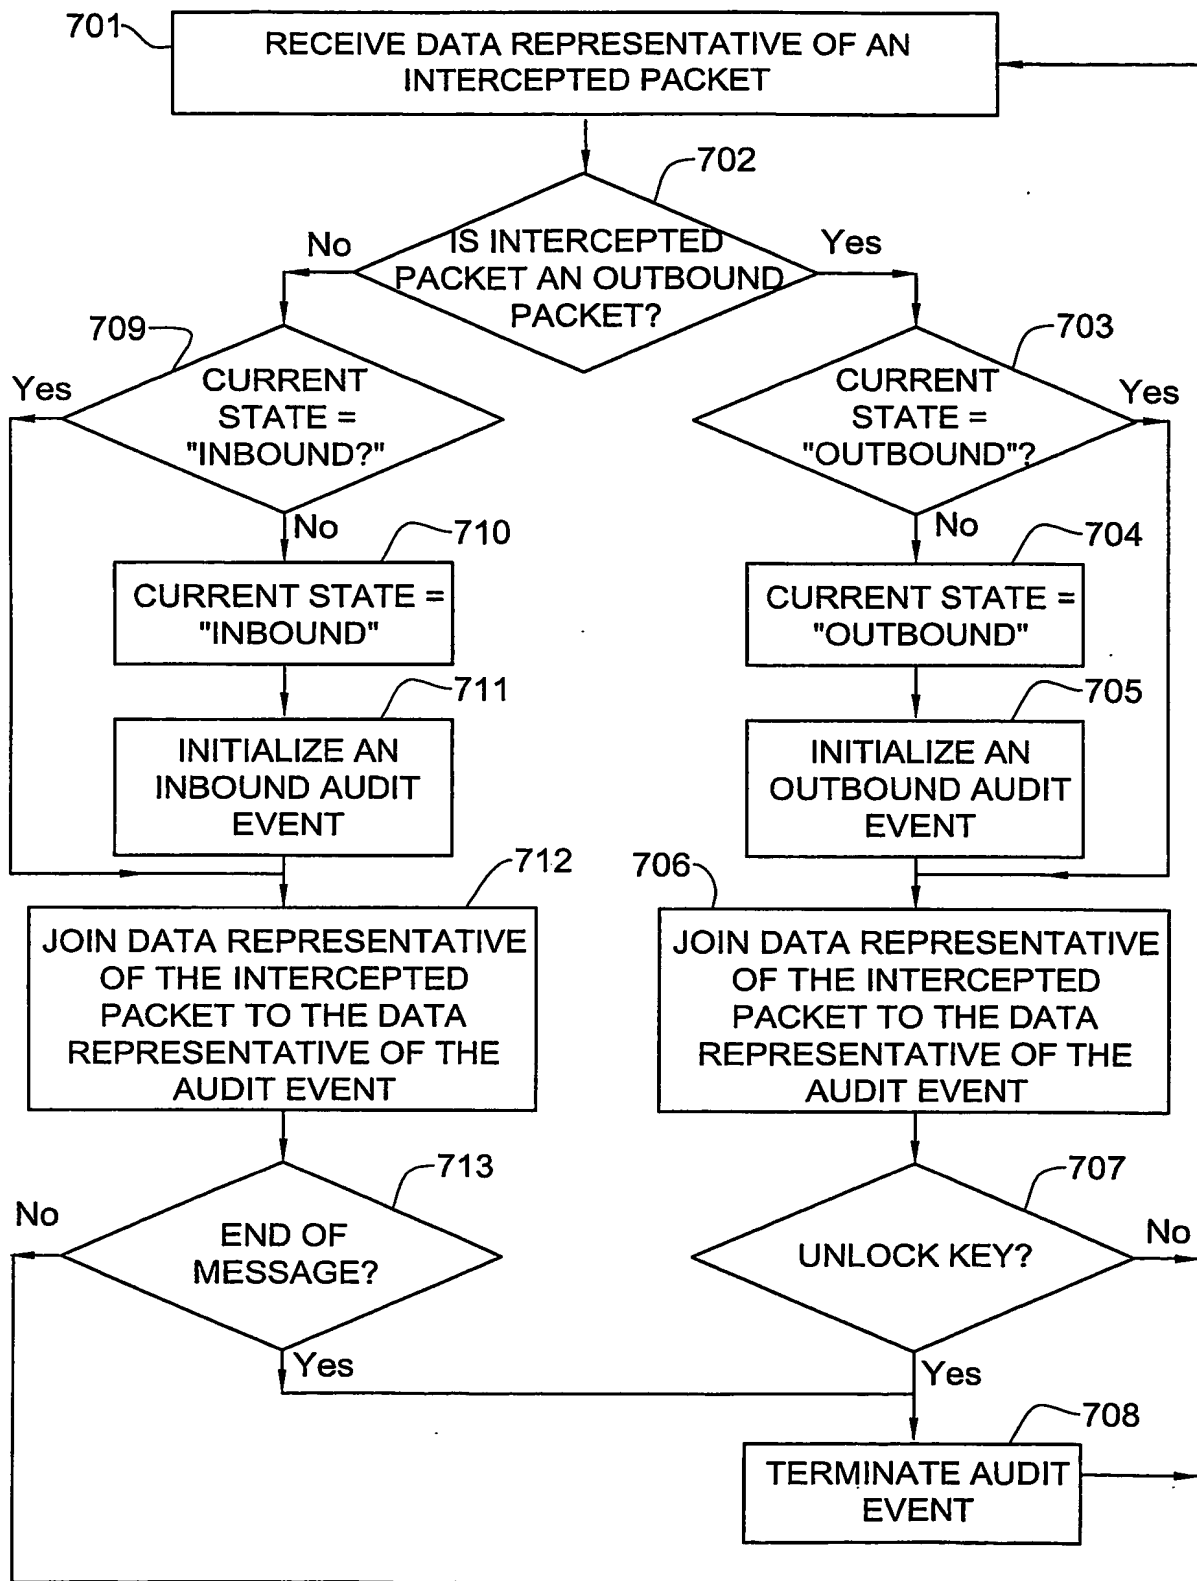 701
RECEIVE DATA REPRESENTATIVE OF AN
INTERCEPTED PACKET
702
No
IS INTERCEPTED
PACKET AN OUTBOUND
PACKET?
Yes
709
Yes
CURRENT
STATE =
"INBOUND?"
No
703
CURRENT
STATE =
"OUTBOUND"?
Yes
No
710
CURRENT STATE =
"INBOUND"
704
CURRENT STATE =
"OUTBOUND"
711
INITIALIZE AN
INBOUND AUDIT
EVENT
705
INITIALIZE AN
OUTBOUND AUDIT
EVENT
712
JOIN DATA REPRESENTATIVE
OF THE INTERCEPTED
PACKET TO THE DATA
REPRESENTATIVE OF THE
AUDIT EVENT
706
JOIN DATA REPRESENTATIVE
OF THE INTERCEPTED
PACKET TO THE DATA
REPRESENTATIVE OF THE
AUDIT EVENT
713
No
END OF
MESSAGE?
Yes
707
UNLOCK KEY?
No
Yes
708
TERMINATE AUDIT
EVENT